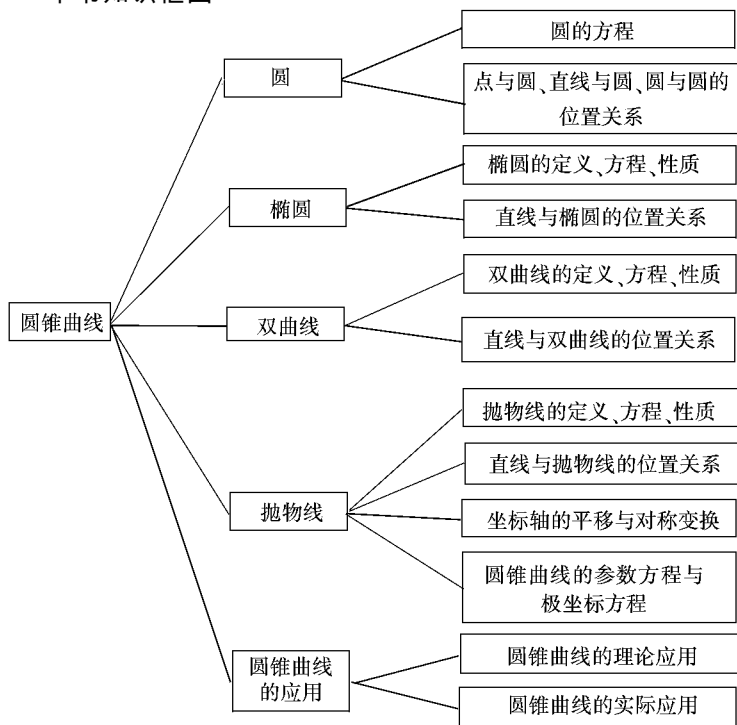 圆的方程
圆
点与圆、直线与圆、圆与圆的
位置关系
椭圆的定义、方程、性质
椭圆
直线与椭圆的位置关系
双曲线的定义、方程、性质
圆锥曲线
双曲线
直线与双曲线的位置关系
抛物线的定义、方程、性质
直线与抛物线的位置关系
抛物线
坐标轴的平移与对称变换
圆锥曲线的参数方程与
极坐标方程
圆锥曲线
的应用
圆锥曲线的理论应用
圆锥曲线的实际应用